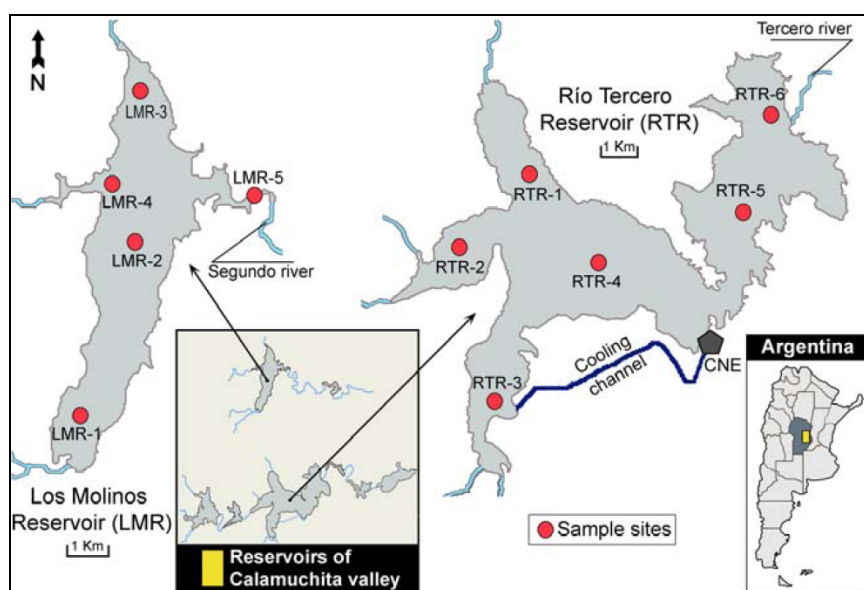 N
LMR-3
LMR-4
LMR-5
LMR-2
Segundo river
LMR-1
Los Molinos
Reservoir (LMR)
1 Km
Tercero river
Río Tercero
Reservoir (RTR)
1 Km
RTR-6
RTR-1
RTR-5
RTR-2
RTR-4
RTR-3
Cooling
channel
CNE
Reservoirs of
Calamuchita valley
Sample sites
Argentina